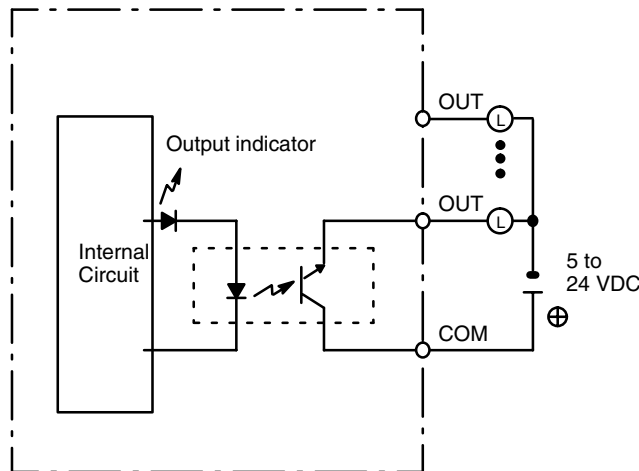 OUT
L
Output indicator
OUT
L
Internal
Circuit
5 to
24 VDC
COM